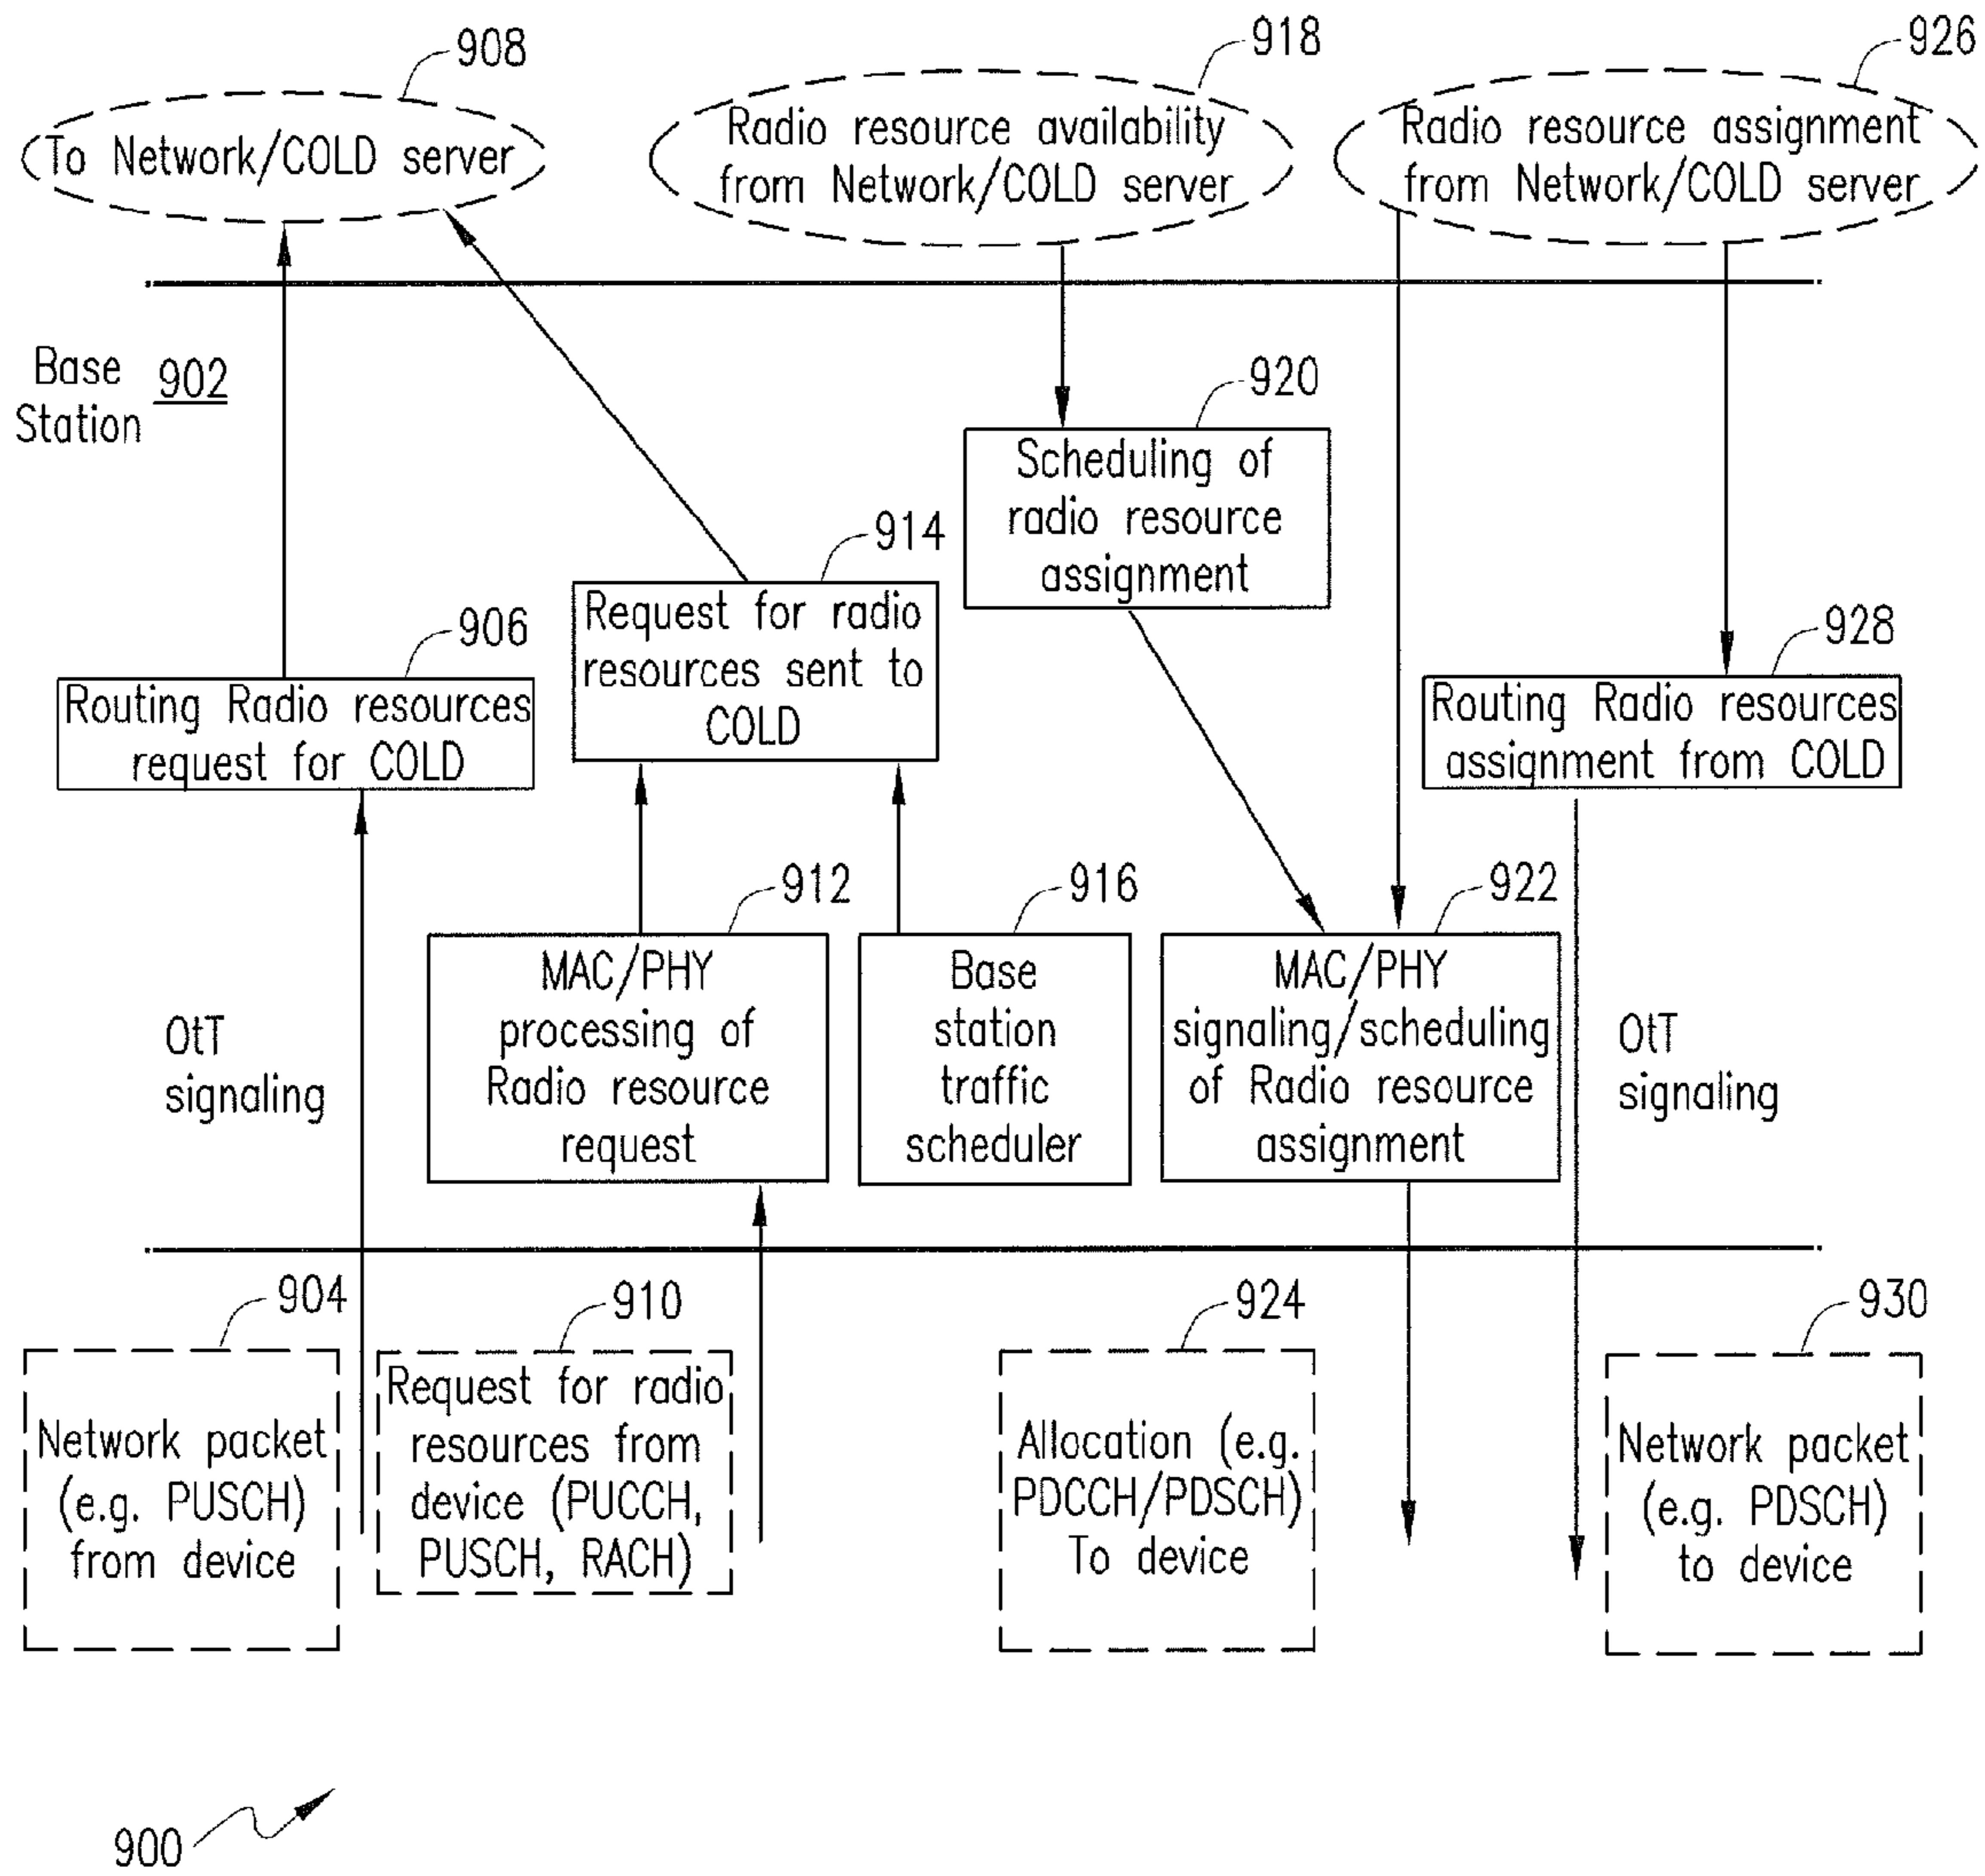 908
918
926
To Network/COLD server
Radio resource availability
from Network/COLD server
Radio resource assignment
from Network/COLD server
Base
Station
902
920
Scheduling of
radio resource
assignment
914
Request for radio
resources sent to
COLD
906
Routing Radio resources
request for COLD
928
Routing Radio resources
assignment from COLD
912
MAC/PHY
processing of
Radio resource
request
916
Base
station
traffic
scheduler
922
MAC/PHY
signaling/scheduling
of Radio resource
assignment
OtT
signaling
OtT
signaling
904
Network packet
(e.g. PUSCH)
from device
910
Request for radio
resources from
device (PUCCH,
PUSCH, RACH)
924
Allocation (e.g.
PDCCH/PDSCH)
To device
930
Network packet
(e.g. PDSCH)
to device
900